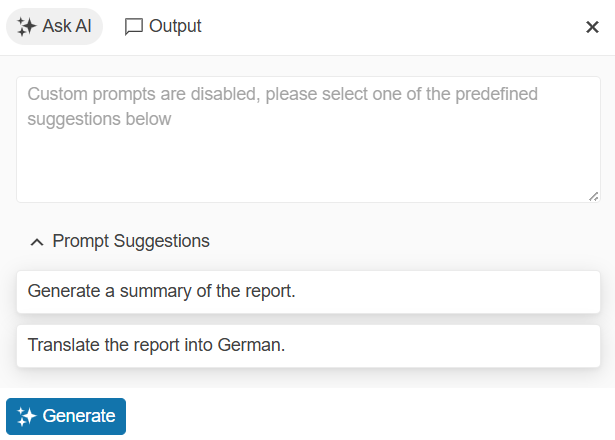 Ask AI
Output
Custom prompts are disabled, please select one of the predefined
suggestions below
Prompt Suggestions
Generate a summary of the report.
Translate the report into German.
Generate